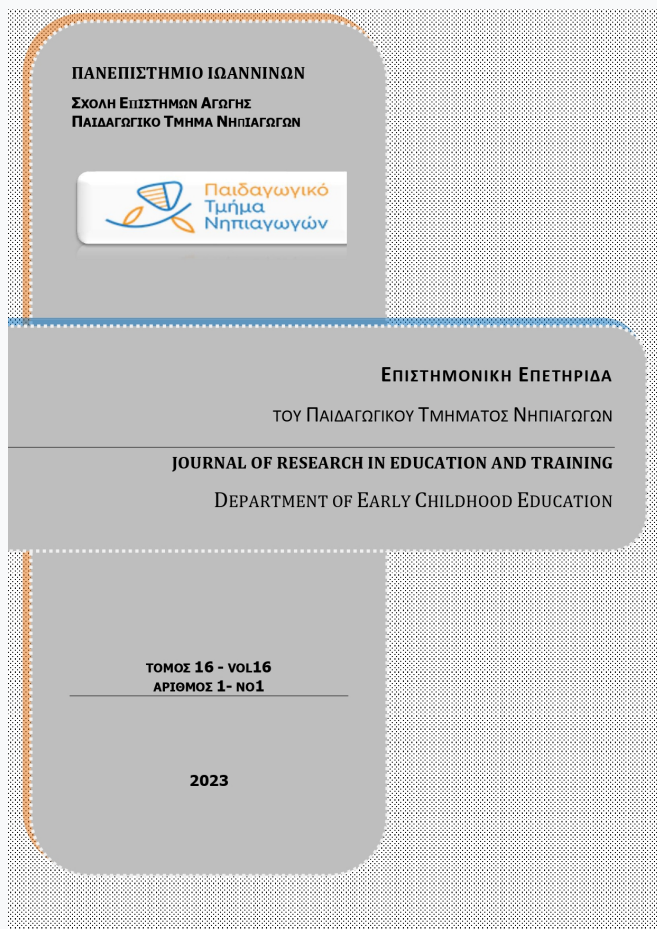 ΠΑΝΕΠΙΣΤΗΜΙΟ ΙΩΑΝΝΙΝΩΝ
ΣΧΟΛΗ ΕΠΙΣΤΗΜΩΝ ΑΓΩΓΗΣ
ΠΑΙΔΑΓΩΓΙΚΟ ΤΜΗΜΑ ΝΗΠΙΑΓΩΓΩΝ
Παιδαγωγικό
Τμήμα
Νηπιαγωγών
ΕΠΙΣΤΗΜΟΝΙΚΗ ΕΠΕΤΗΡΙΔΑ
ΤΟΥ ΠΑΙΔΑΓΩΓΙΚΟΥ ΤΜΗΜΑΤΟΣ ΝΗΠΙΑΓΩΓΩΝ
JOURNAL OF RESEARCH IN EDUCATION AND TRAINING
DEPARTMENT OF EARLY CHILDHOOD EDUCATION
ΤΟΜΟΣ 16 - VOL16
ΑΡΙΘΜΟΣ 1- NO1
2023